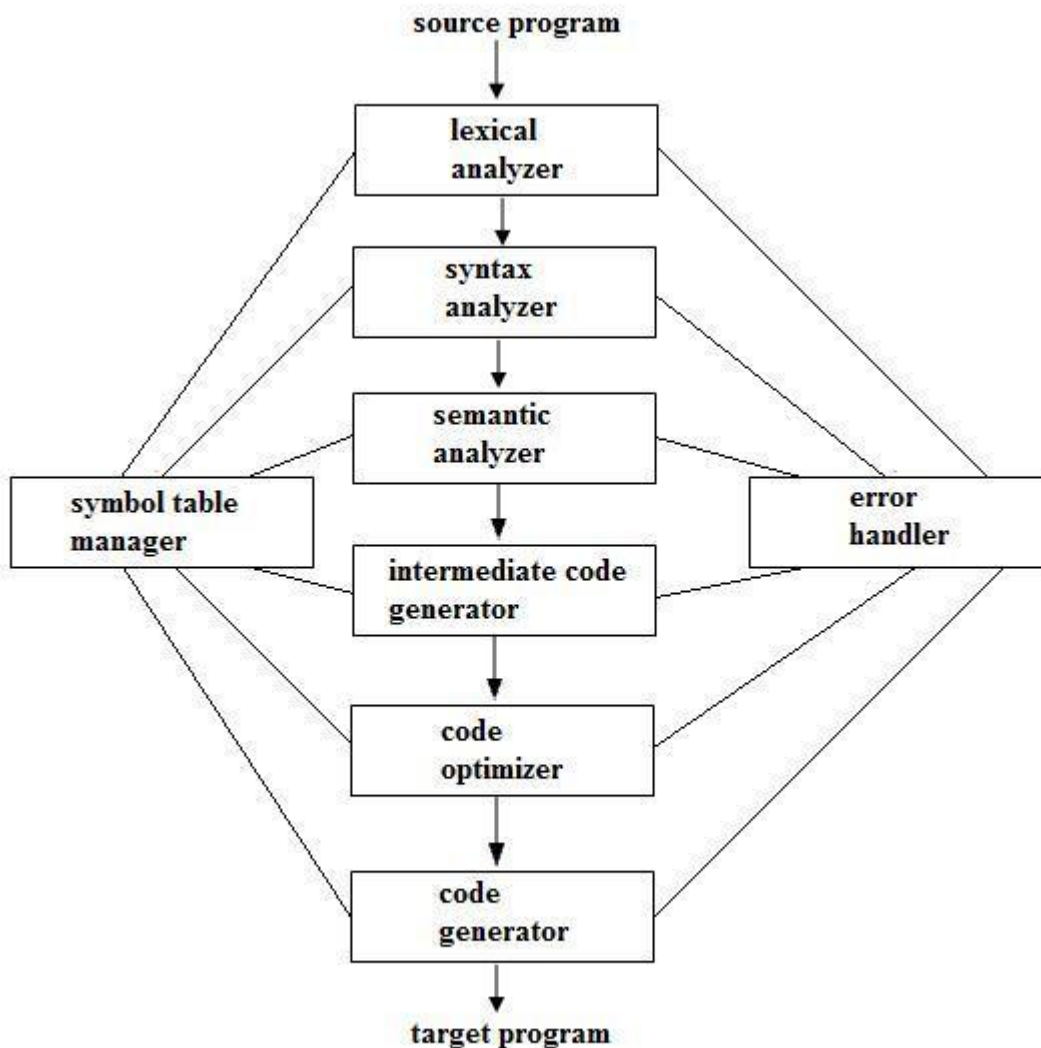 source program
lexical
analyzer
syntax
analyzer
semantic
analyzer
symbol table
manager
error
handler
intermediate code
generator
code
optimizer
code
generator
target program